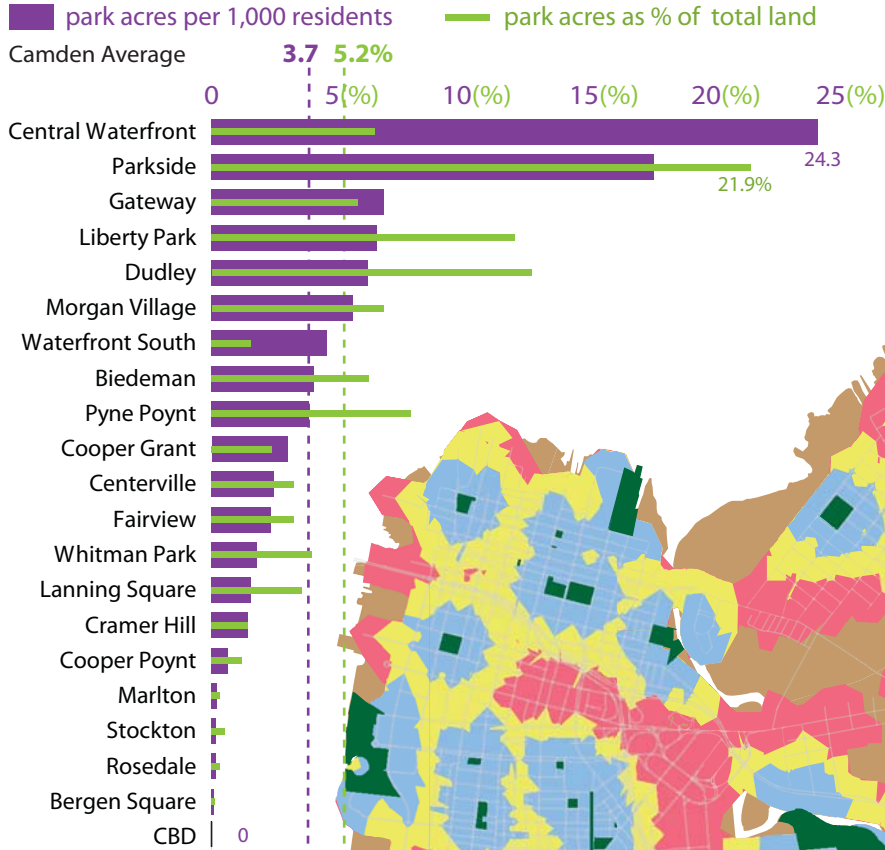 park acres per 1,000 residents park acres as % of total land
Camden Average 3.7 5.2%
0 5(%) 10(%) 15(%) 20(%) 25(%)
Central Waterfront
24.3
Parkside
21.9%
Gateway
Liberty Park
Dudley
Morgan Village
Waterfront South
Biedeman
Pyne Poynt
Cooper Grant
Centerville
Fairview
Whitman Park
Lanning Square
Cramer Hill
Cooper Poynt
Marlton
Stockton
Rosedale
Bergen Square
CBD 0